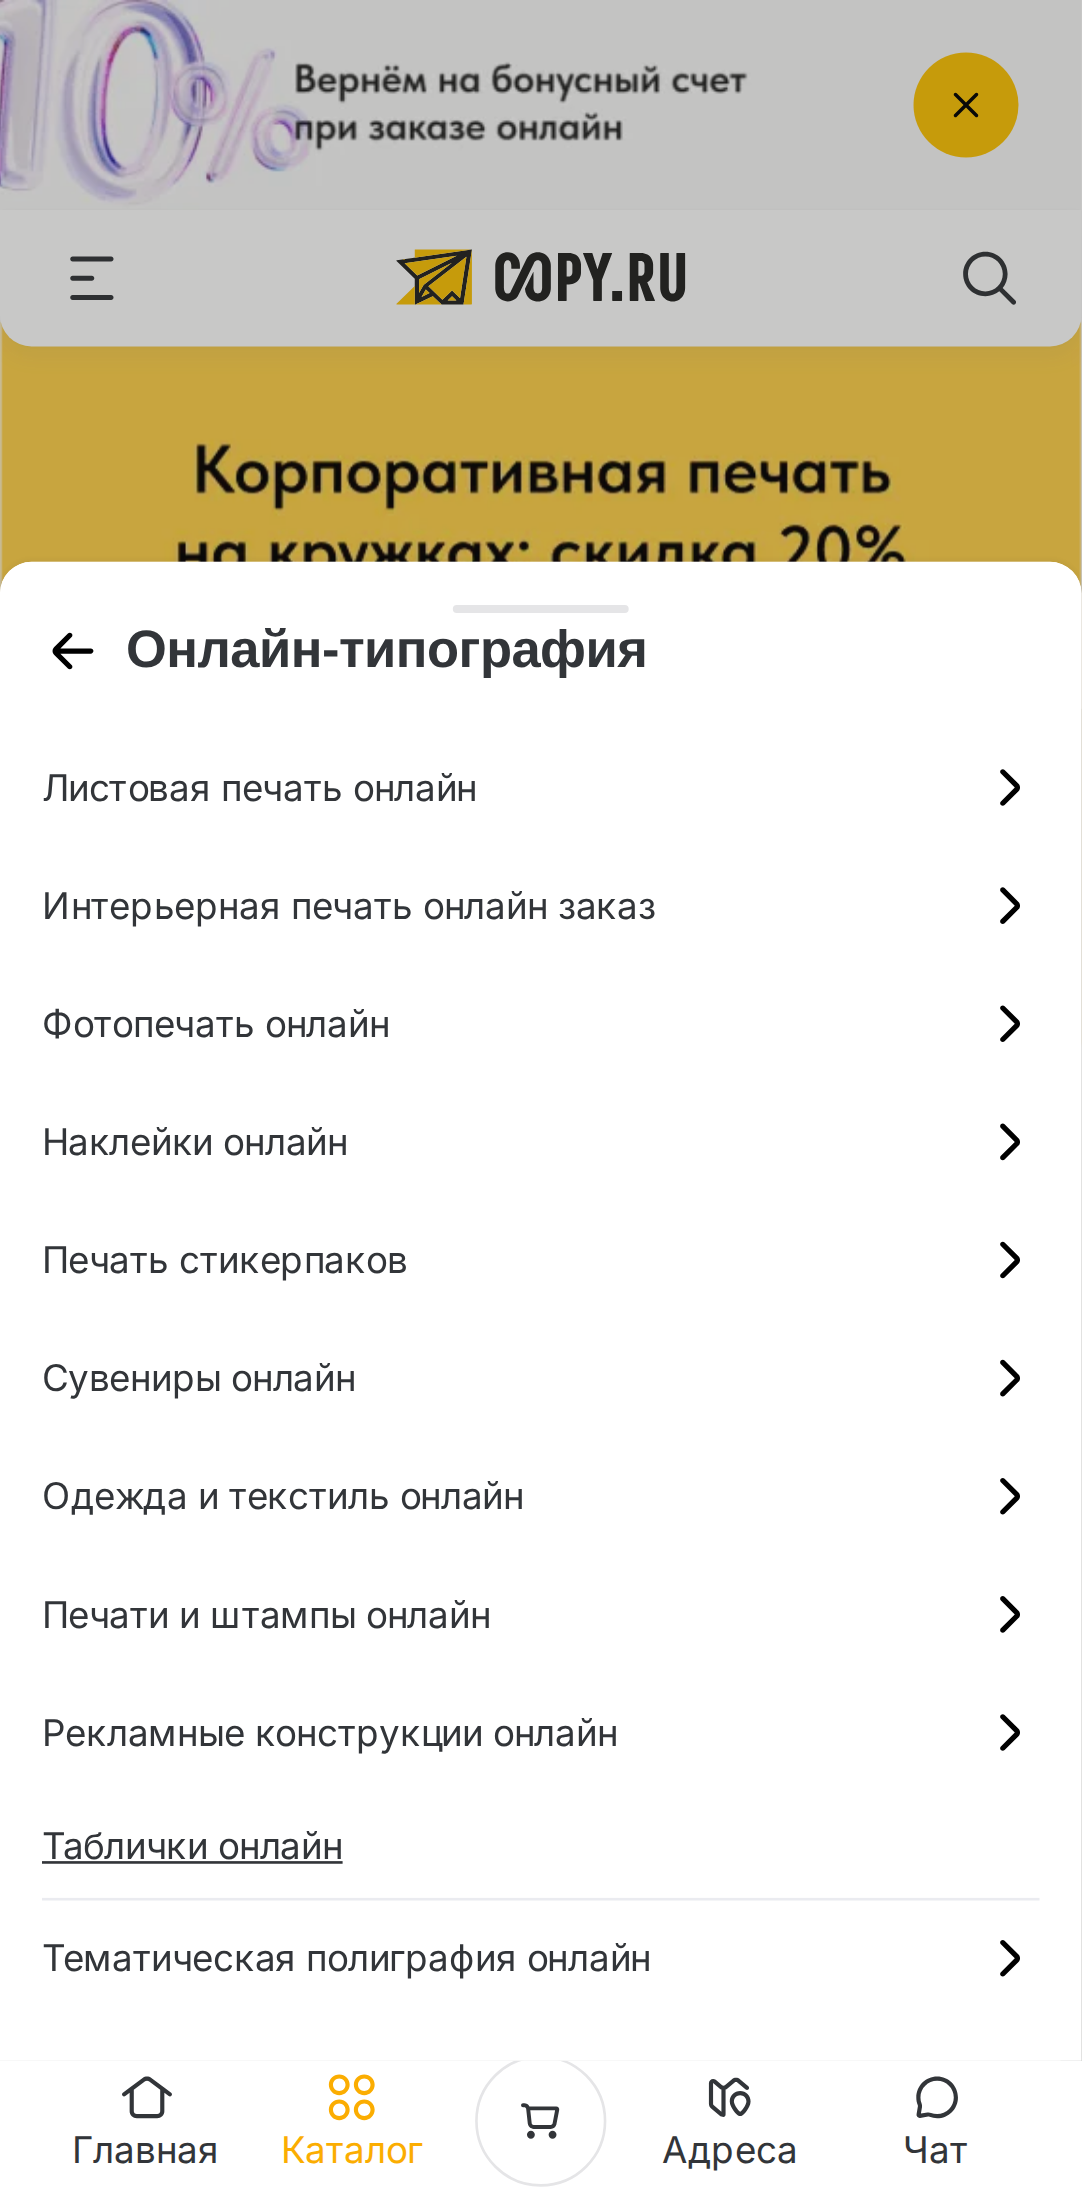 10%
Вернём на бонусный счет
при заказе онлайн
COPY.RU
Корпоративная печать
на кружках: скидка 20%
Онлайн-типография
Листовая печать онлайн
Интерьерная печать онлайн заказ
Фотопечать онлайн
Наклейки онлайн
Печать стикерпаков
Сувениры онлайн
Одежда и текстиль онлайн
Печати и штампы онлайн
Рекламные конструкции онлайн
Таблички онлайн
Тематическая полиграфия онлайн
Главная
Каталог
Адреса
Чат